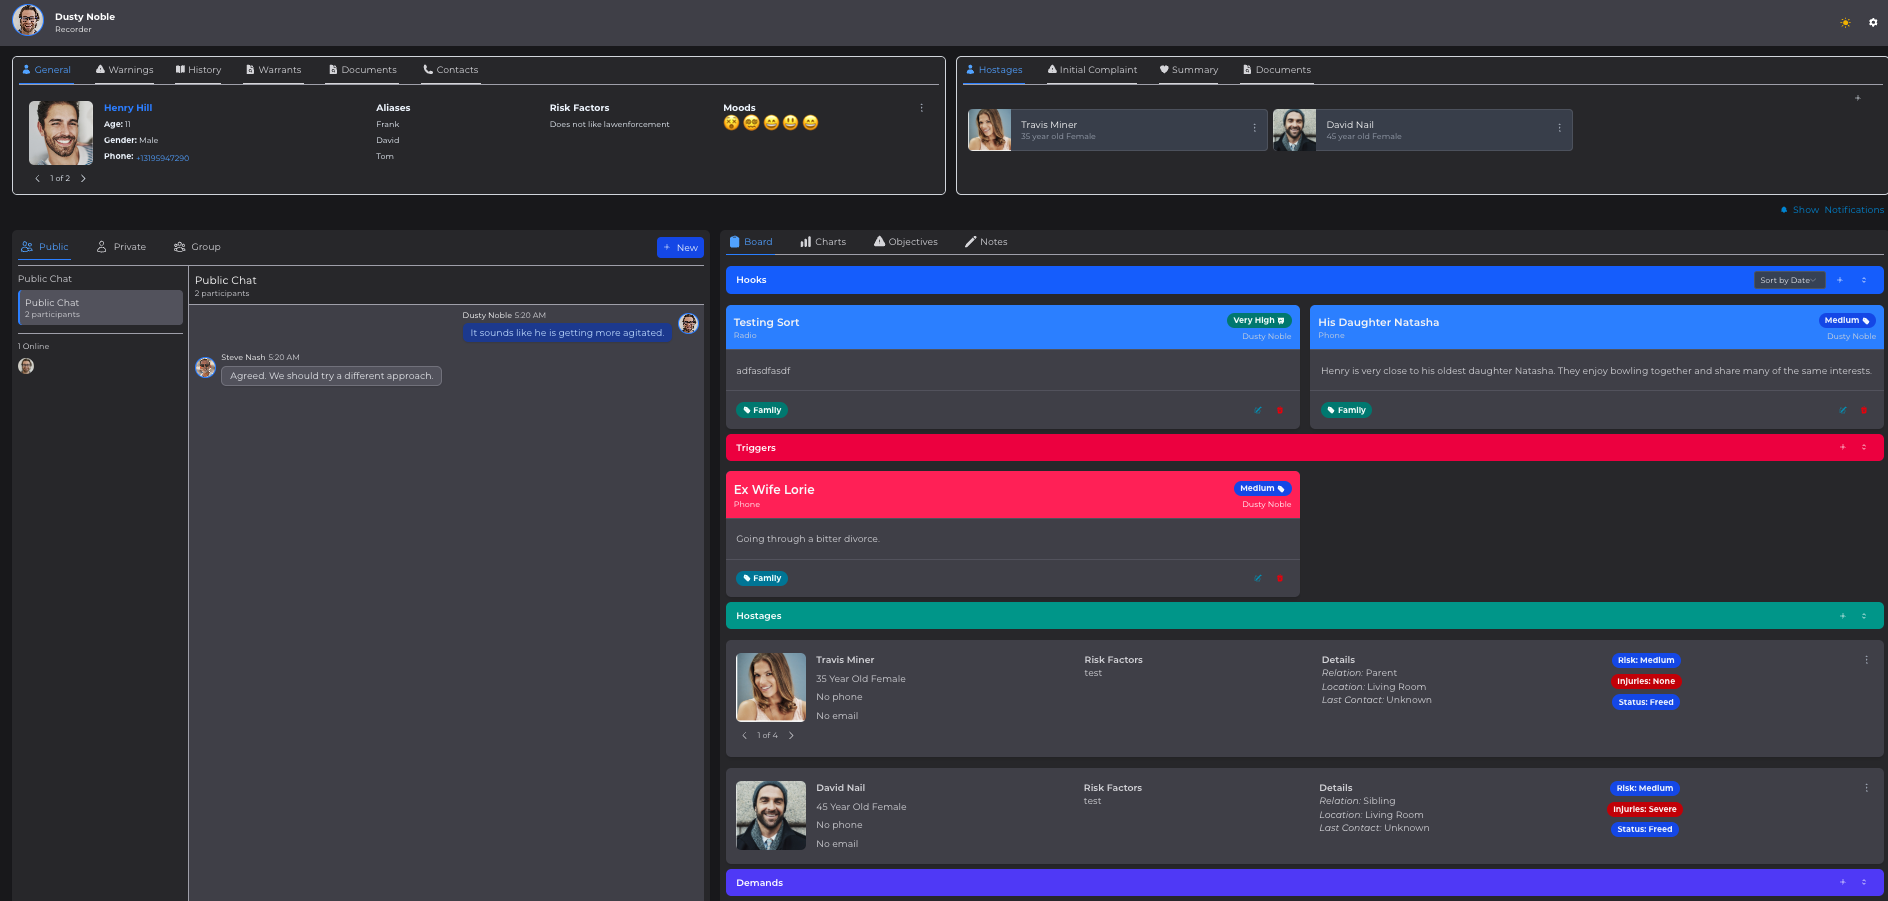 Dusty Noble
Recorder
General Warnings History Warrants Documents Contacts
Henry Hill
Age: 11
Gender: Male
Phone: +13195947290
1 of 2
Aliases
Frank
David
Tom
Risk Factors
Does not like lawenforcement
Moods
Hostages Initial Complaint Summary Documents
+
Travis Miner
35 year old Female
David Nail
45 year old Female
Show Notifications
Public Private Group
+ New
Public Chat
Public Chat
2 participants
1 Online
Public Chat
2 participants
Dusty Noble 5:20 AM
It sounds like he is getting more agitated.
Steve Nash 5:20 AM
Agreed. We should try a different approach.
Board Charts Objectives Notes
Hooks
Sort by Date
+
Testing Sort
Radio
Very High
Dusty Noble
adfasdfasdf
Family
His Daughter Natasha
Phone
Medium
Dusty Noble
Henry is very close to his oldest daughter Natasha. They enjoy bowling together and share many of the same interests.
Family
Triggers
+
Ex Wife Lorie
Phone
Medium
Dusty Noble
Going through a bitter divorce.
Family
Hostages
+
Travis Miner
35 Year Old Female
No phone
No email
1 of 4
Risk Factors
test
Details
Relation: Parent
Location: Living Room
Last Contact: Unknown
Risk: Medium
Injuries: None
Status: Freed
David Nail
45 Year Old Female
No phone
No email
Risk Factors
test
Details
Relation: Sibling
Location: Living Room
Last Contact: Unknown
Risk: Medium
Injuries: Severe
Status: Freed
Demands
+